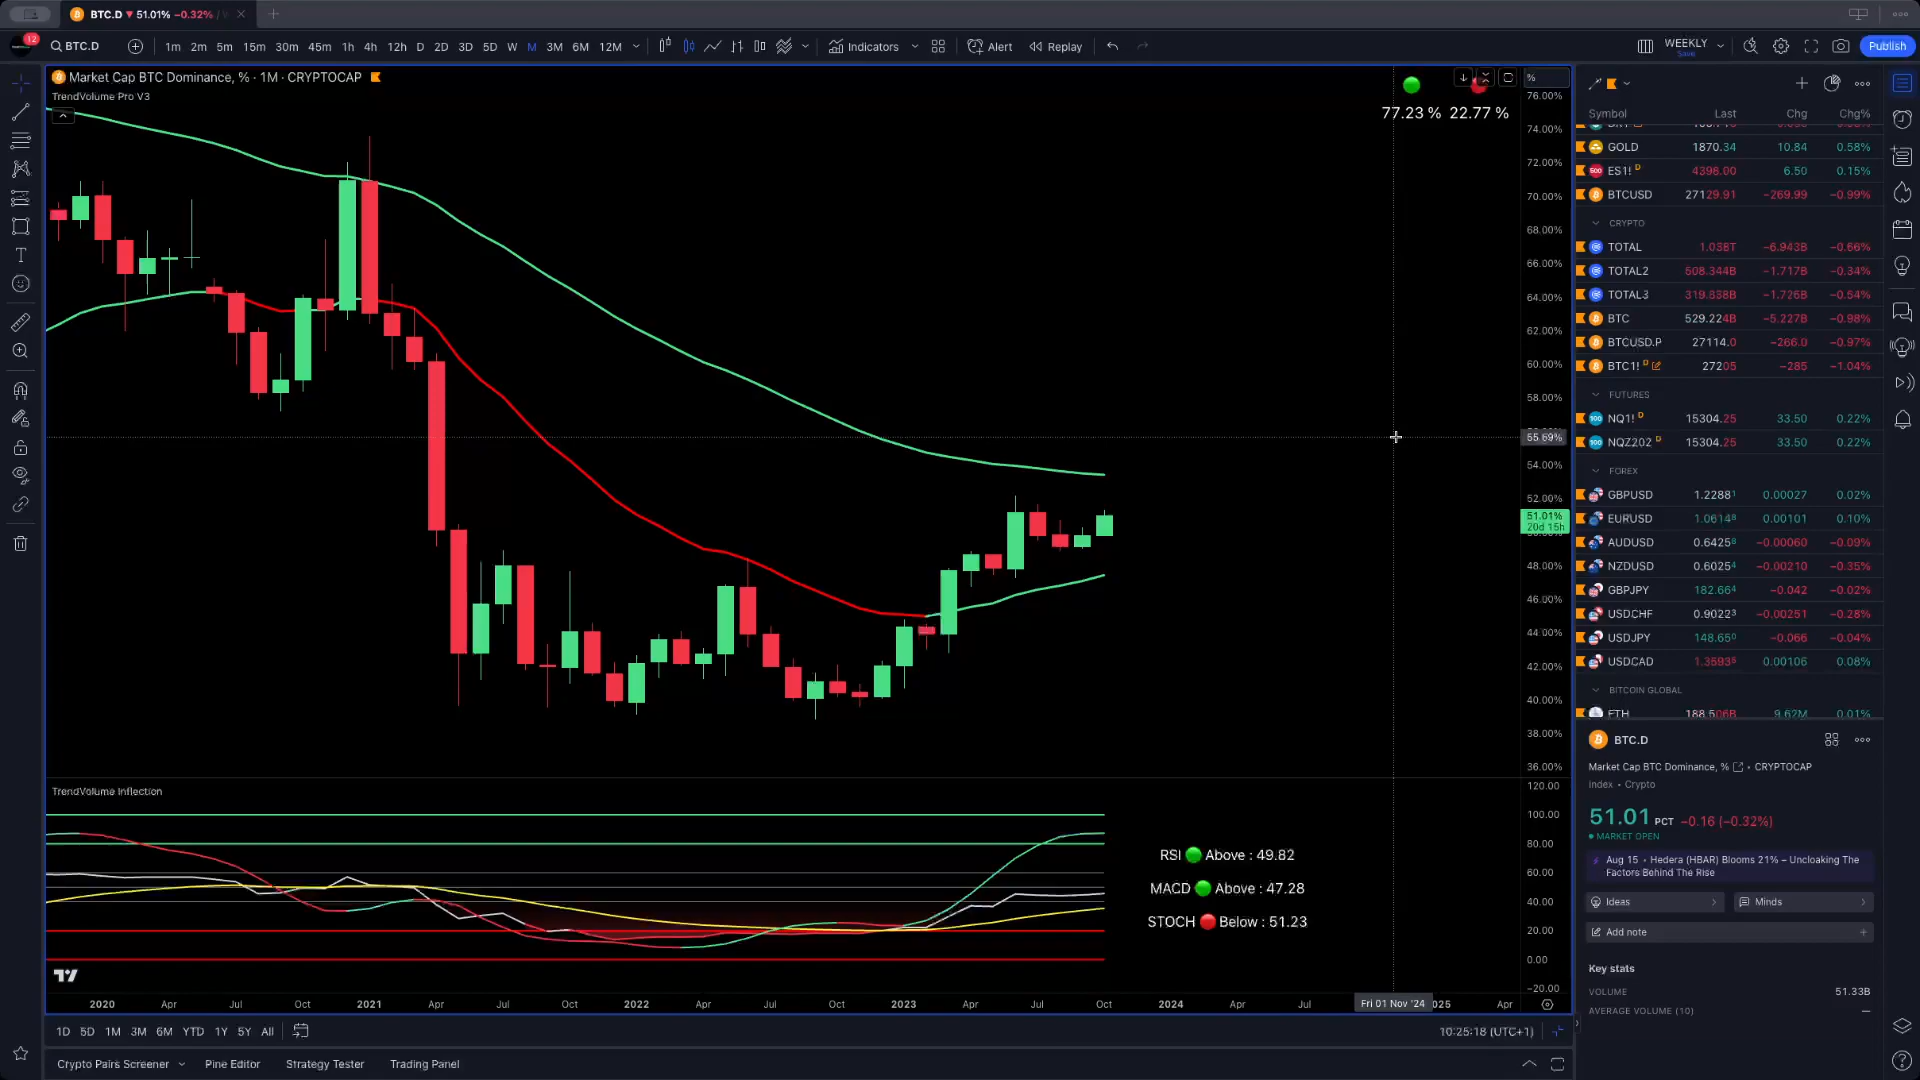 BTC.D ▼ 51.01% −0.32% /
12
BTC.D
1m 2m 5m 15m 30m 45m 1h 4h 12h D 2D 3D 5D W M 3M 6M 12M
Indicators
Alert
Replay
WEEKLY
Save
Publish
Market Cap BTC Dominance, % · 1M · CRYPTOCAP
TrendVolume Pro V3
77.23 % 22.77 %
%
76.00%
74.00%
72.00%
70.00%
68.00%
66.00%
64.00%
62.00%
60.00%
58.00%
55.69%
54.00%
52.00%
51.01%
20d 15h
48.00%
46.00%
44.00%
42.00%
40.00%
38.00%
36.00%
TrendVolume Inflection
RSI Above : 49.82
MACD Above : 47.28
STOCH Below : 51.23
120.00
100.00
80.00
60.00
40.00
20.00
0.00
−20.00
2020 Apr Jul Oct 2021 Apr Jul Oct 2022 Apr Jul Oct 2023 Apr Jul Oct 2024 Apr Jul Fri 01 Nov '24 2025 Apr
1D 5D 1M 3M 6M YTD 1Y 5Y All
10:25:18 (UTC+1)
Crypto Pairs Screener Pine Editor Strategy Tester Trading Panel
Symbol Last Chg Chg%
GOLD 1870.34 10.84 0.58%
ES1! D 4398.00 6.50 0.15%
BTCUSD 27129.91 −269.99 −0.99%
CRYPTO
TOTAL 1.038T −6.943B −0.66%
TOTAL2 508.344B −1.717B −0.34%
TOTAL3 319.838B −1.726B −0.54%
BTC 529.224B −5.227B −0.98%
BTCUSD.P 27114.0 −266.0 −0.97%
BTC1! D 27205 −285 −1.04%
FUTURES
NQ1! D 15304.25 33.50 0.22%
NQZ202 D 15304.25 33.50 0.22%
FOREX
GBPUSD 1.22881 0.00027 0.02%
EURUSD 1.06148 0.00101 0.10%
AUDUSD 0.64256 −0.00060 −0.09%
NZDUSD 0.60254 −0.00210 −0.35%
GBPJPY 182.664 −0.042 −0.02%
USDCHF 0.90223 −0.00251 −0.28%
USDJPY 148.650 −0.066 −0.04%
USDCAD 1.35935 0.00106 0.08%
BITCOIN GLOBAL
ETH 188.506B 9.62M 0.01%
BTC.D
Market Cap BTC Dominance, % • CRYPTOCAP
Index • Crypto
51.01 PCT −0.16 (−0.32%)
MARKET OPEN
Aug 15 • Hedera (HBAR) Blooms 21% – Uncloaking The
Factors Behind The Rise
Ideas
Minds
Add note
Key stats
VOLUME 51.33B
AVERAGE VOLUME (10) —